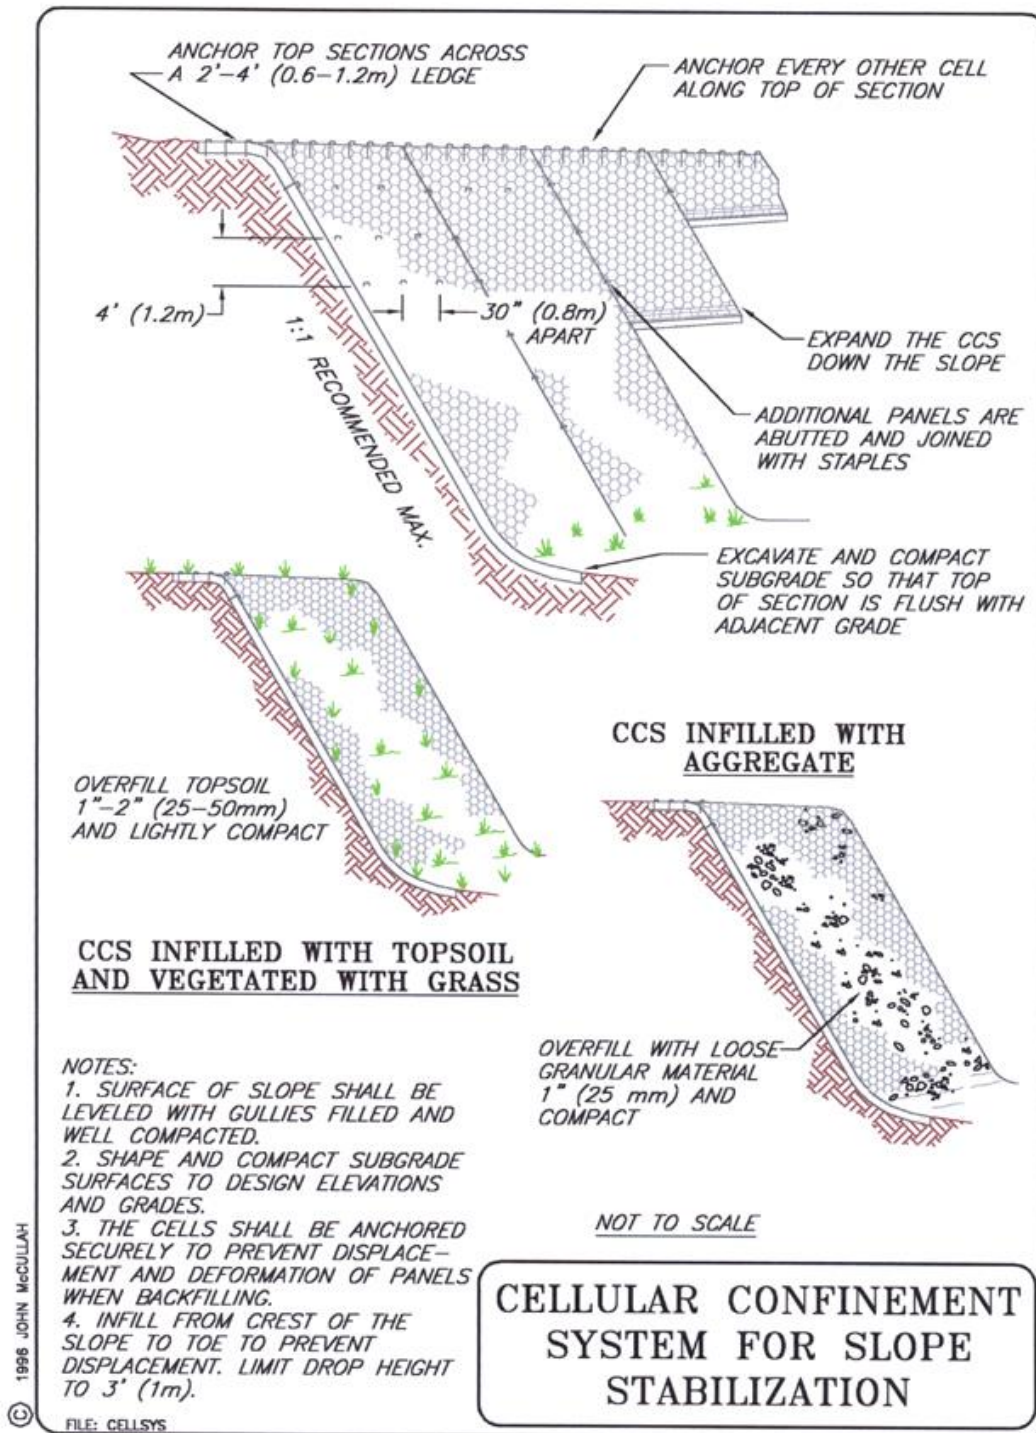 ANCHOR TOP SECTIONS ACROSS
A 2'-4' (0.6-1.2m) LEDGE
ANCHOR EVERY OTHER CELL
ALONG TOP OF SECTION
4' (1.2m)
30" (0.8m)
APART
1:1 RECOMMENDED MAX.
EXPAND THE CCS
DOWN THE SLOPE
ADDITIONAL PANELS ARE
ABUTTED AND JOINED
WITH STAPLES
EXCAVATE AND COMPACT
SUBGRADE SO THAT TOP
OF SECTION IS FLUSH WITH
ADJACENT GRADE
OVERFILL TOPSOIL
1"-2" (25-50mm)
AND LIGHTLY COMPACT
CCS INFILLED WITH TOPSOIL
AND VEGETATED WITH GRASS
CCS INFILLED WITH
AGGREGATE
OVERFILL WITH LOOSE
GRANULAR MATERIAL
1" (25 mm) AND
COMPACT
NOTES:
1. SURFACE OF SLOPE SHALL BE
LEVELED WITH GULLIES FILLED AND
WELL COMPACTED.
2. SHAPE AND COMPACT SUBGRADE
SURFACES TO DESIGN ELEVATIONS
AND GRADES.
3. THE CELLS SHALL BE ANCHORED
SECURELY TO PREVENT DISPLACE-
MENT AND DEFORMATION OF PANELS
WHEN BACKFILLING.
4. INFILL FROM CREST OF THE
SLOPE TO TOE TO PREVENT
DISPLACEMENT. LIMIT DROP HEIGHT
TO 3' (1m).
NOT TO SCALE
CELLULAR CONFINEMENT
SYSTEM FOR SLOPE
STABILIZATION
© 1996 JOHN McCULLAH
FILE: CELLSYS